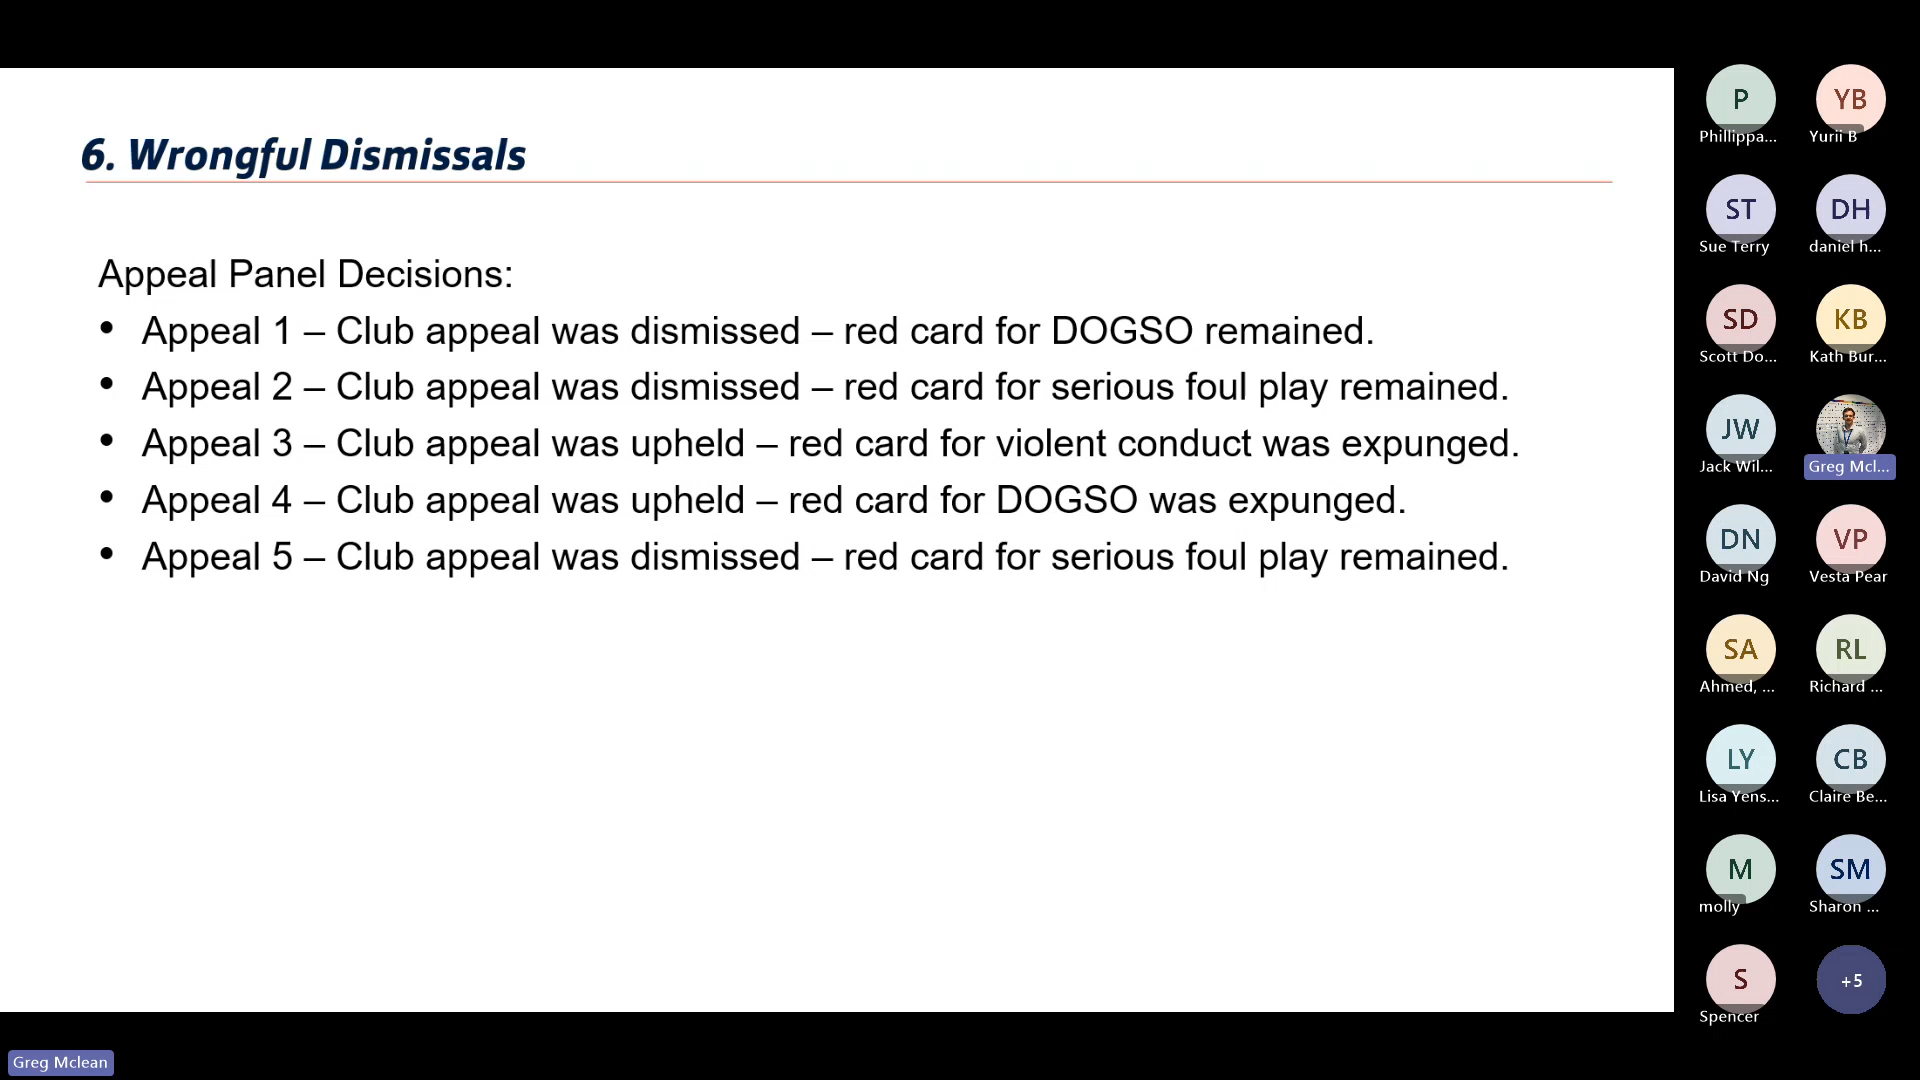 6. Wrongful Dismissals
Appeal Panel Decisions:
• Appeal 1 – Club appeal was dismissed – red card for DOGSO remained.
• Appeal 2 – Club appeal was dismissed – red card for serious foul play remained.
• Appeal 3 – Club appeal was upheld – red card for violent conduct was expunged.
• Appeal 4 – Club appeal was upheld – red card for DOGSO was expunged.
• Appeal 5 – Club appeal was dismissed – red card for serious foul play remained.
P
Phillippa...
YB
Yurii B
ST
Sue Terry
DH
daniel h...
SD
Scott Do...
KB
Kath Bur...
JW
Jack Wil...
Greg Mcl...
DN
David Ng
VP
Vesta Pear
SA
Ahmed, ...
RL
Richard ...
LY
Lisa Yens...
CB
Claire Be...
M
molly
SM
Sharon ...
S
Spencer
+5
Greg Mclean